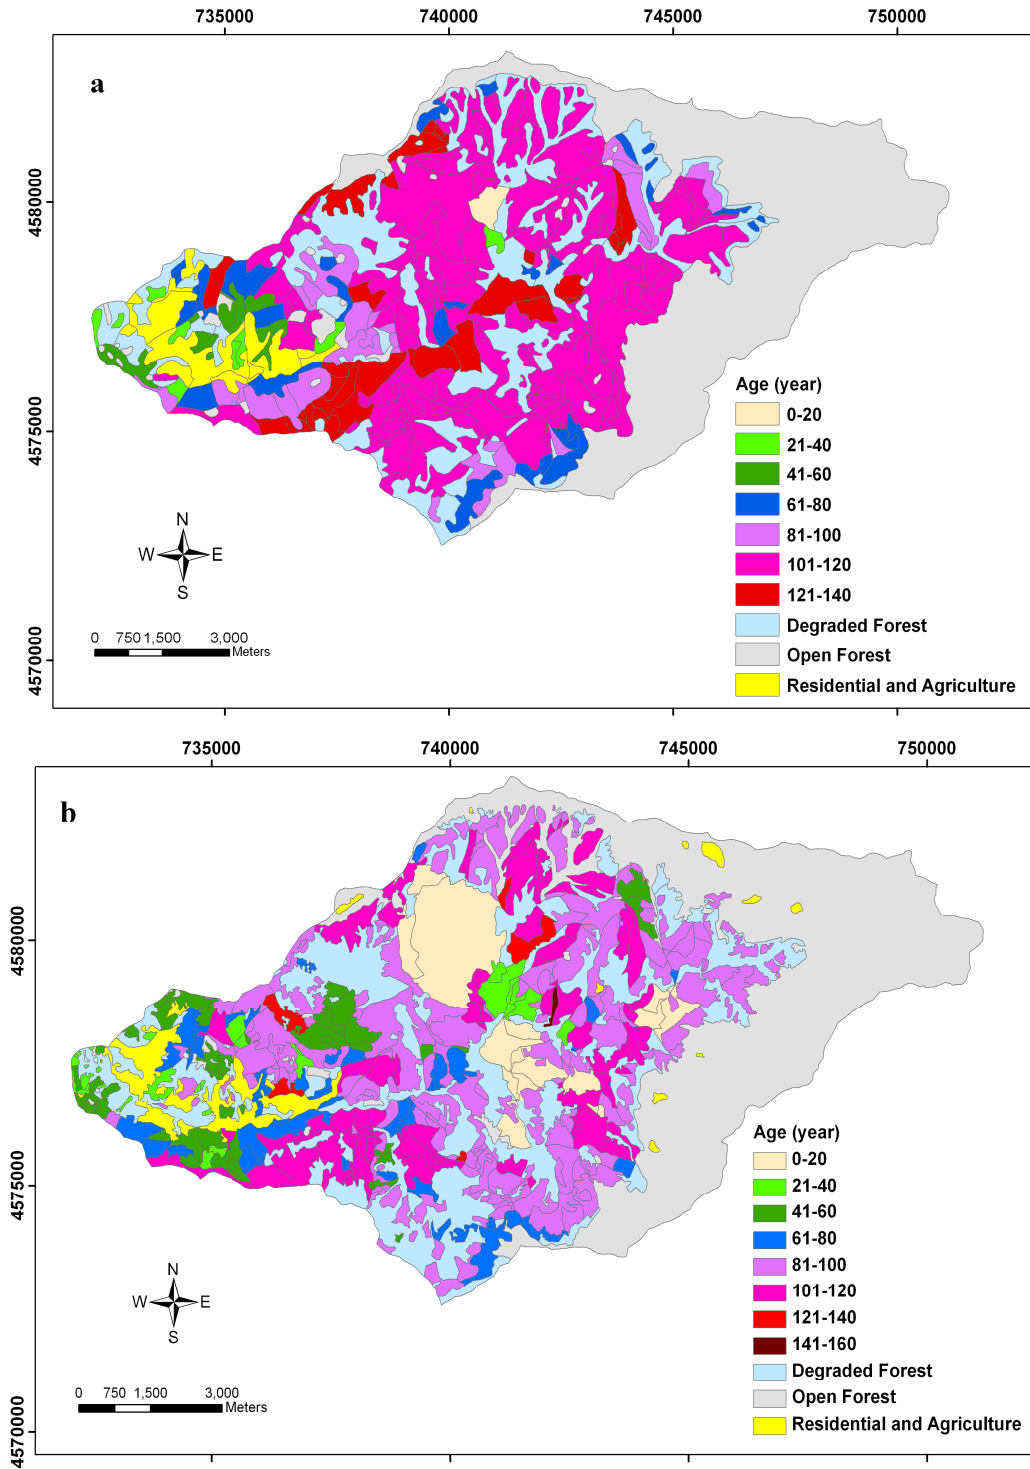 735000 740000 745000 750000
a
4580000
4575000
4570000
Age (year)
0-20
21-40
41-60
61-80
81-100
101-120
121-140
Degraded Forest
Open Forest
Residential and Agriculture
N
W E
S
0 750 1,500 3,000
Meters
735000 740000 745000 750000
b
4580000
4575000
4570000
Age (year)
0-20
21-40
41-60
61-80
81-100
101-120
121-140
141-160
Degraded Forest
Open Forest
Residential and Agriculture
N
W E
S
0 750 1,500 3,000
Meters